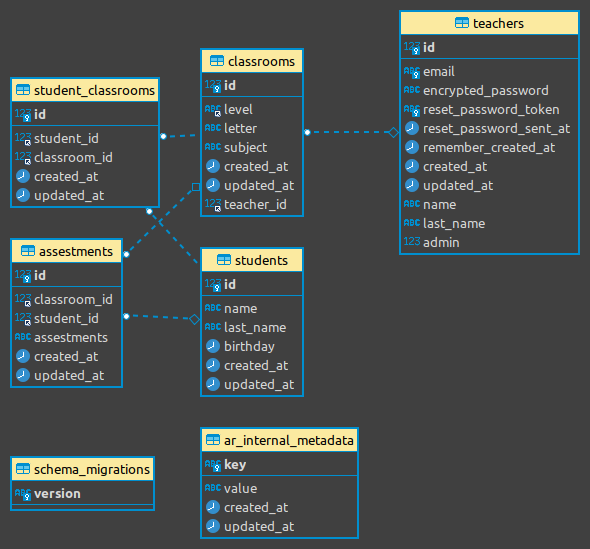 student_classrooms
123 id
123 student_id
123 classroom_id
created_at
updated_at
classrooms
123 id
123 level
ABC letter
ABC subject
created_at
updated_at
123 teacher_id
teachers
123 id
ABC email
ABC encrypted_password
ABC reset_password_token
reset_password_sent_at
remember_created_at
created_at
updated_at
ABC name
ABC last_name
123 admin
assestments
123 id
123 classroom_id
123 student_id
ABC assestments
created_at
updated_at
students
123 id
ABC name
ABC last_name
birthday
created_at
updated_at
schema_migrations
ABC version
ar_internal_metadata
ABC key
ABC value
created_at
updated_at